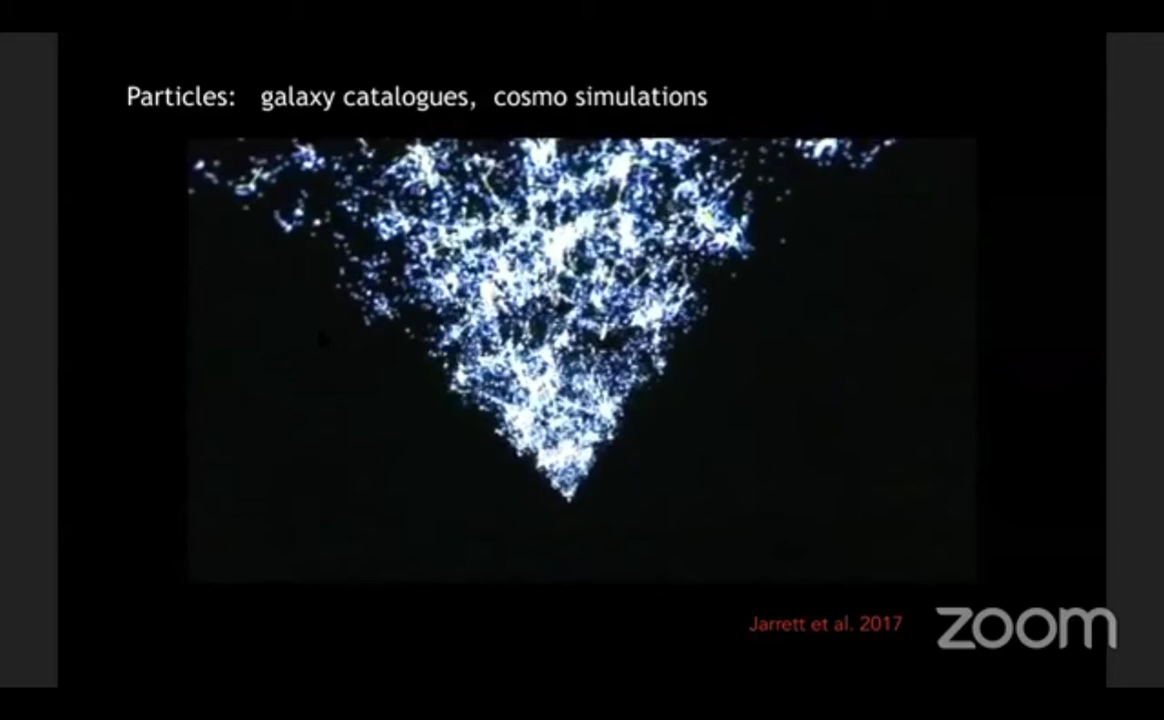 Particles: galaxy catalogues, cosmo simulations
Jarrett et al. 2017
zoom